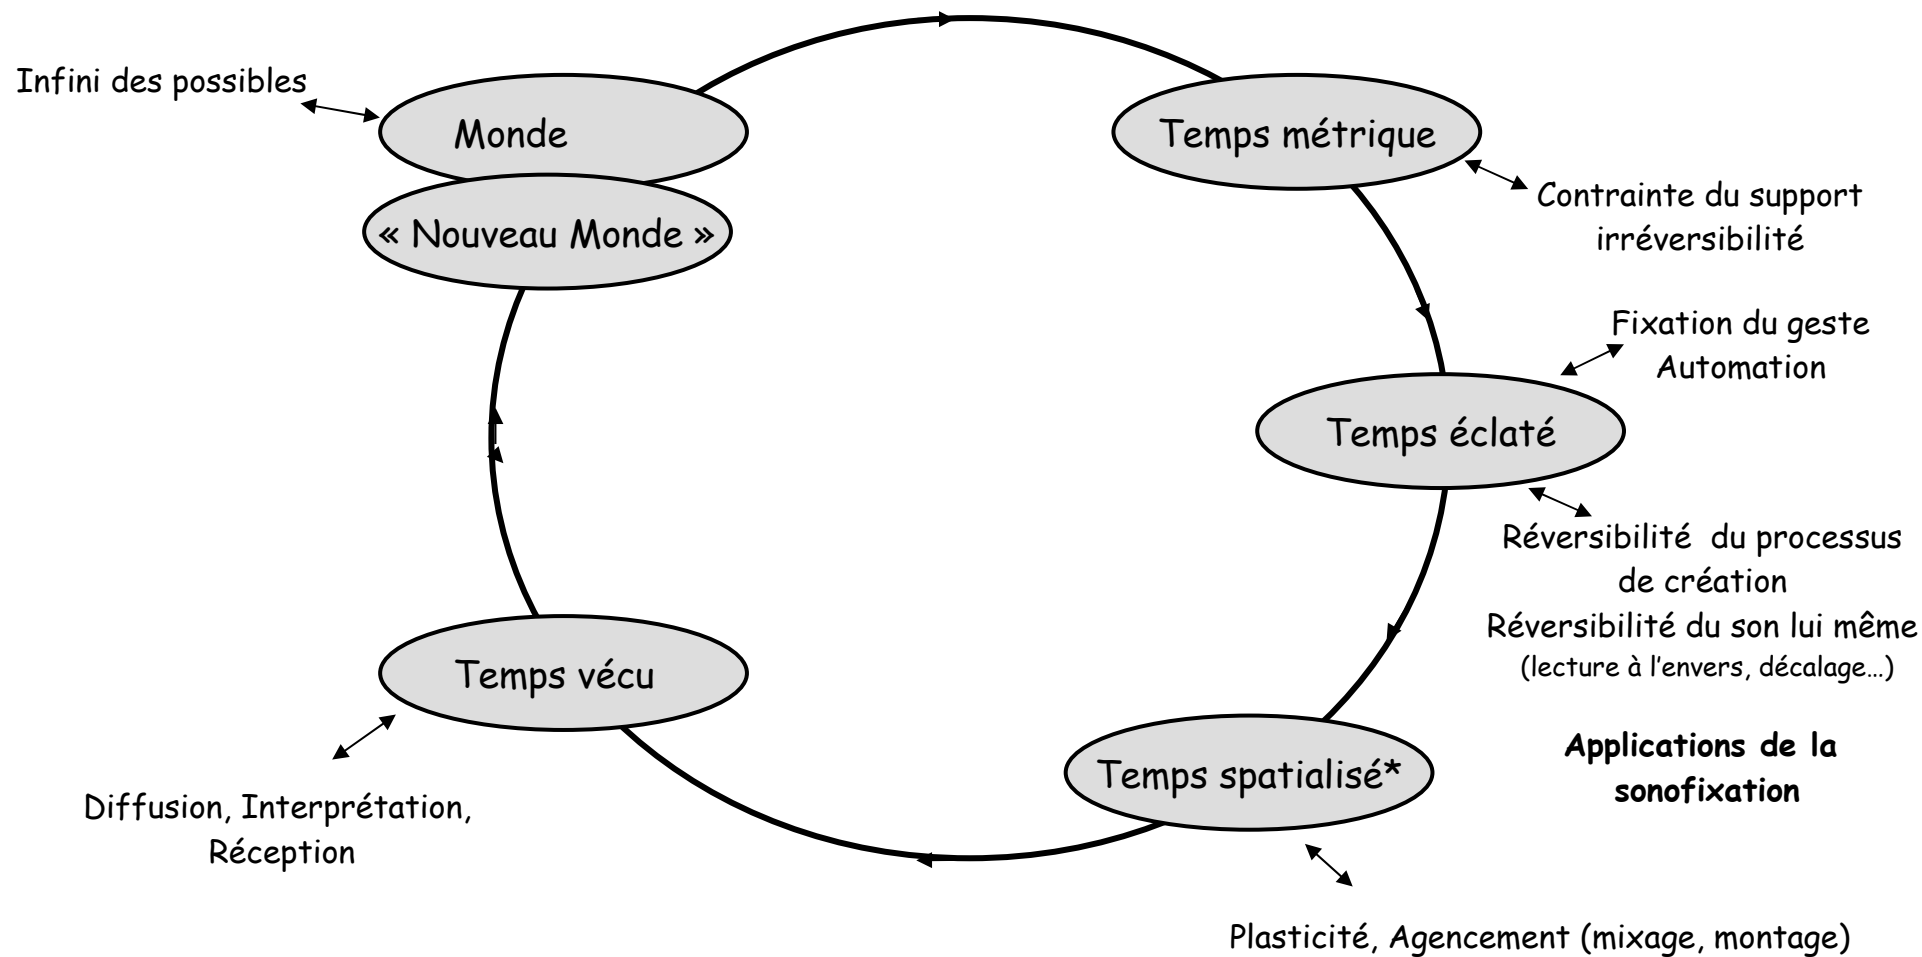 Infini des possibles
Monde
« Nouveau Monde »
Temps métrique
Contrainte du support
irréversibilité
Fixation du geste
Automation
Temps éclaté
Réversibilité  du processus
de création
Réversibilité du son lui même
(lecture à l'envers, décalage...)
Applications de la
sonofixation
Temps spatialisé*
Plasticité, Agencement (mixage, montage)
Temps vécu
Diffusion, Interprétation,
Réception